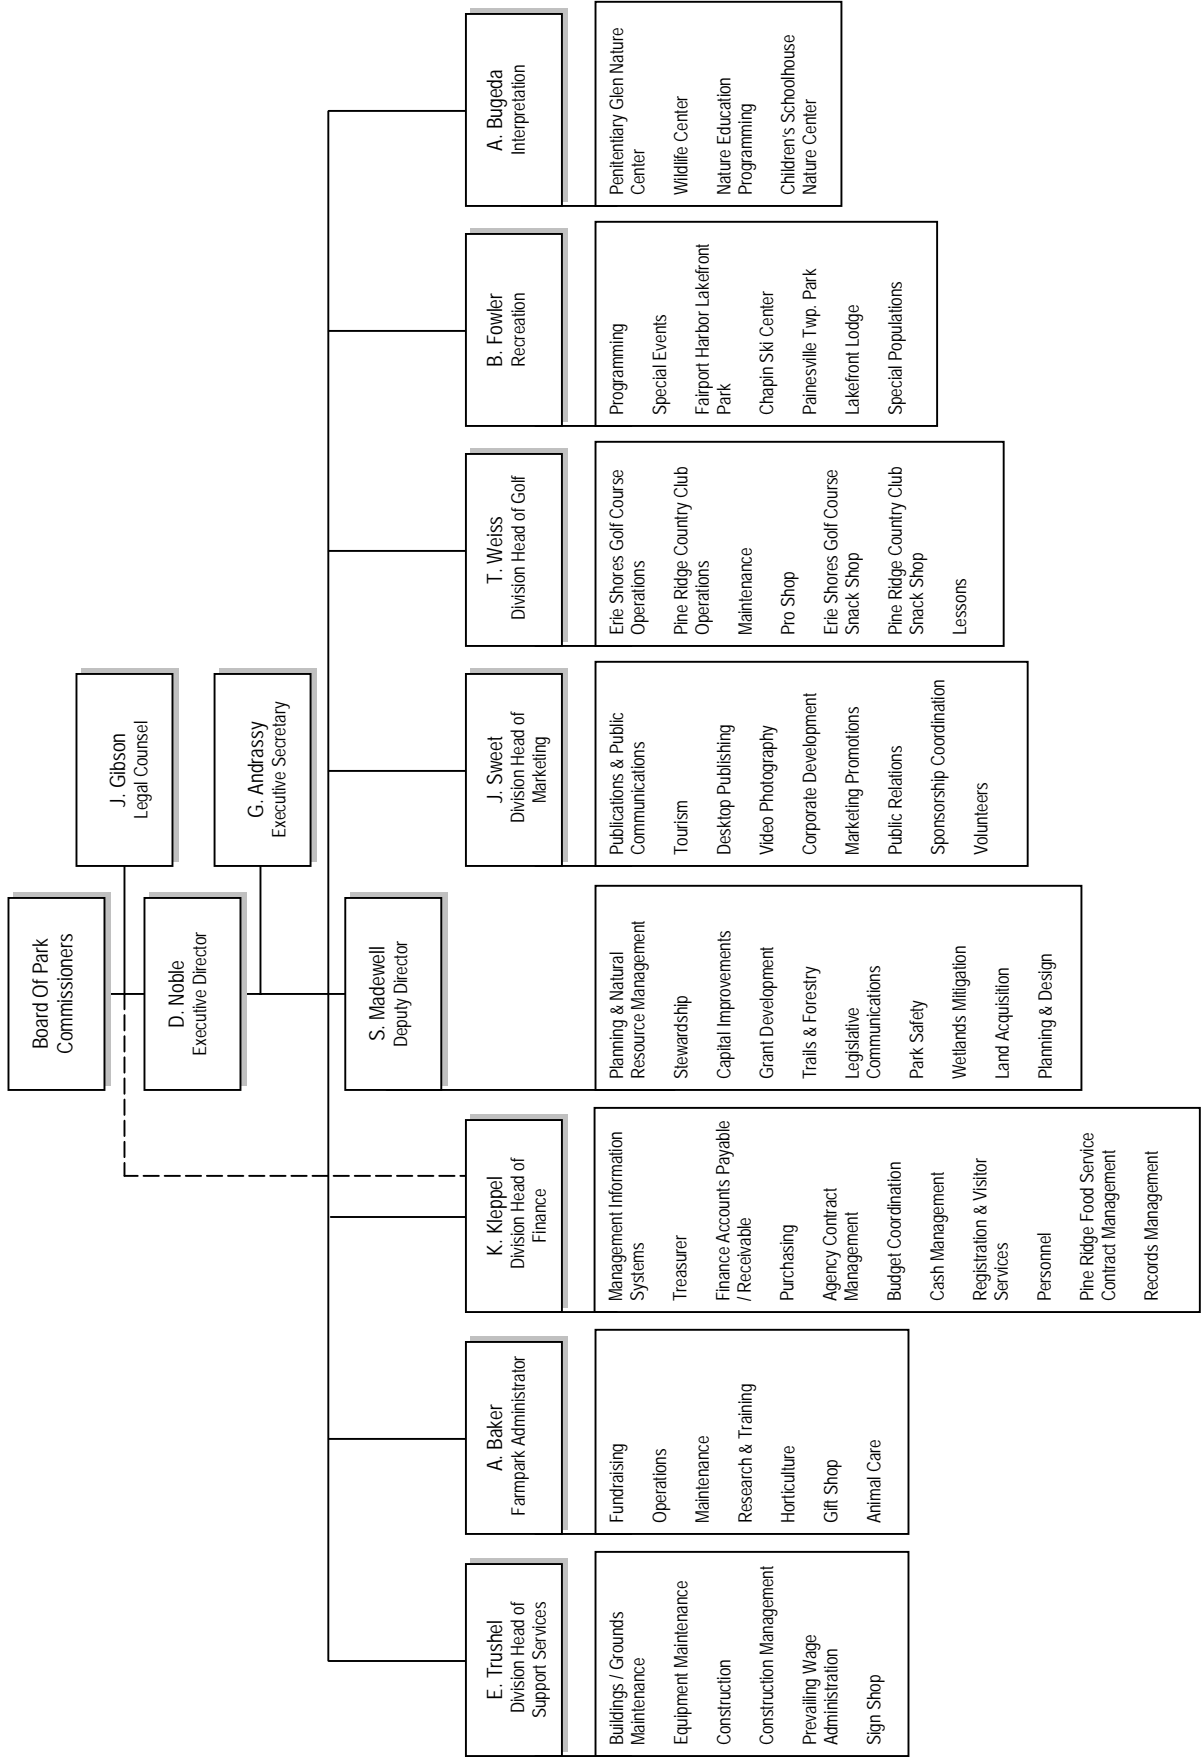 Board Of Park
Commissioners
J. Gibson
Legal Counsel
D. Noble
Executive Director
G. Andrassy
Executive Secretary
S. Madewell
Deputy Director
E. Trushel
Division Head of
Support Services
A. Baker
Farmpark Administrator
K. Kleppel
Division Head of
Finance
J. Sweet
Division Head of
Marketing
T. Weiss
Division Head of Golf
B. Fowler
Recreation
A. Bugeda
Interpretation
Buildings / Grounds
Maintenance
Equipment Maintenance
Construction
Construction Management
Prevailing Wage
Administration
Sign Shop
Fundraising
Operations
Maintenance
Research & Training
Horticulture
Gift Shop
Animal Care
Management Information
Systems
Treasurer
Finance Accounts Payable
/ Receivable
Purchasing
Agency Contract
Management
Budget Coordination
Cash Management
Registration & Visitor
Services
Personnel
Pine Ridge Food Service
Contract Management
Records Management
Planning & Natural
Resource Management
Stewardship
Capital Improvements
Grant Development
Trails & Forestry
Legislative
Communications
Park Safety
Wetlands Mitigation
Land Acquisition
Planning & Design
Publications & Public
Communications
Tourism
Desktop Publishing
Video Photography
Corporate Development
Marketing Promotions
Public Relations
Sponsorship Coordination
Volunteers
Erie Shores Golf Course
Operations
Pine Ridge Country Club
Operations
Maintenance
Pro Shop
Erie Shores Golf Course
Snack Shop
Pine Ridge Country Club
Snack Shop
Lessons
Programming
Special Events
Fairport Harbor Lakefront
Park
Chapin Ski Center
Painesville Twp. Park
Lakefront Lodge
Special Populations
Penitentiary Glen Nature
Center
Wildlife Center
Nature Education
Programming
Children's Schoolhouse
Nature Center